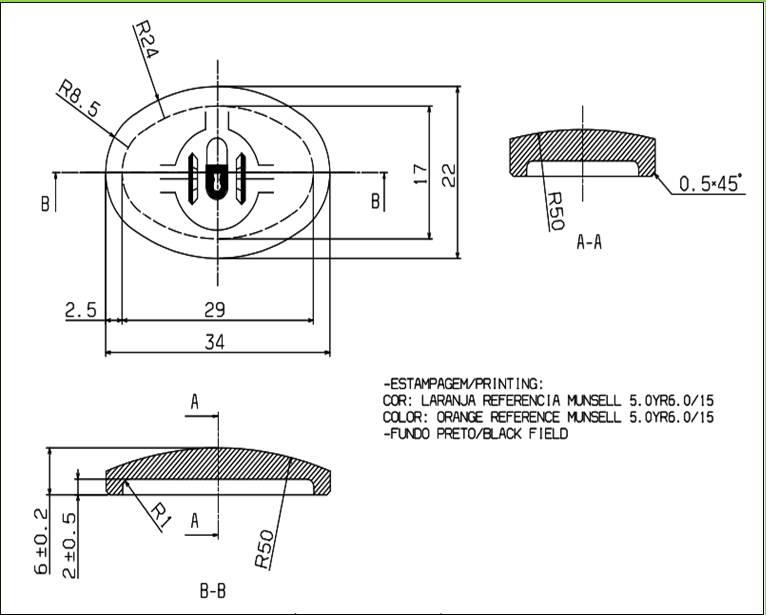 R24
R8.5
B
B
17
22
2.5
29
34
0.5×45°
R50
A-A
-ESTAMPAGEM/PRINTING:
COR: LARANJA REFERENCIA MUNSELL 5.0YR6.0/15
COLOR: ORANGE REFERENCE MUNSELL 5.0YR6.0/15
-FUNDO PRETO/BLACK FIELD
A
6±0.2
2±0.5
R1
A
R50
B-B